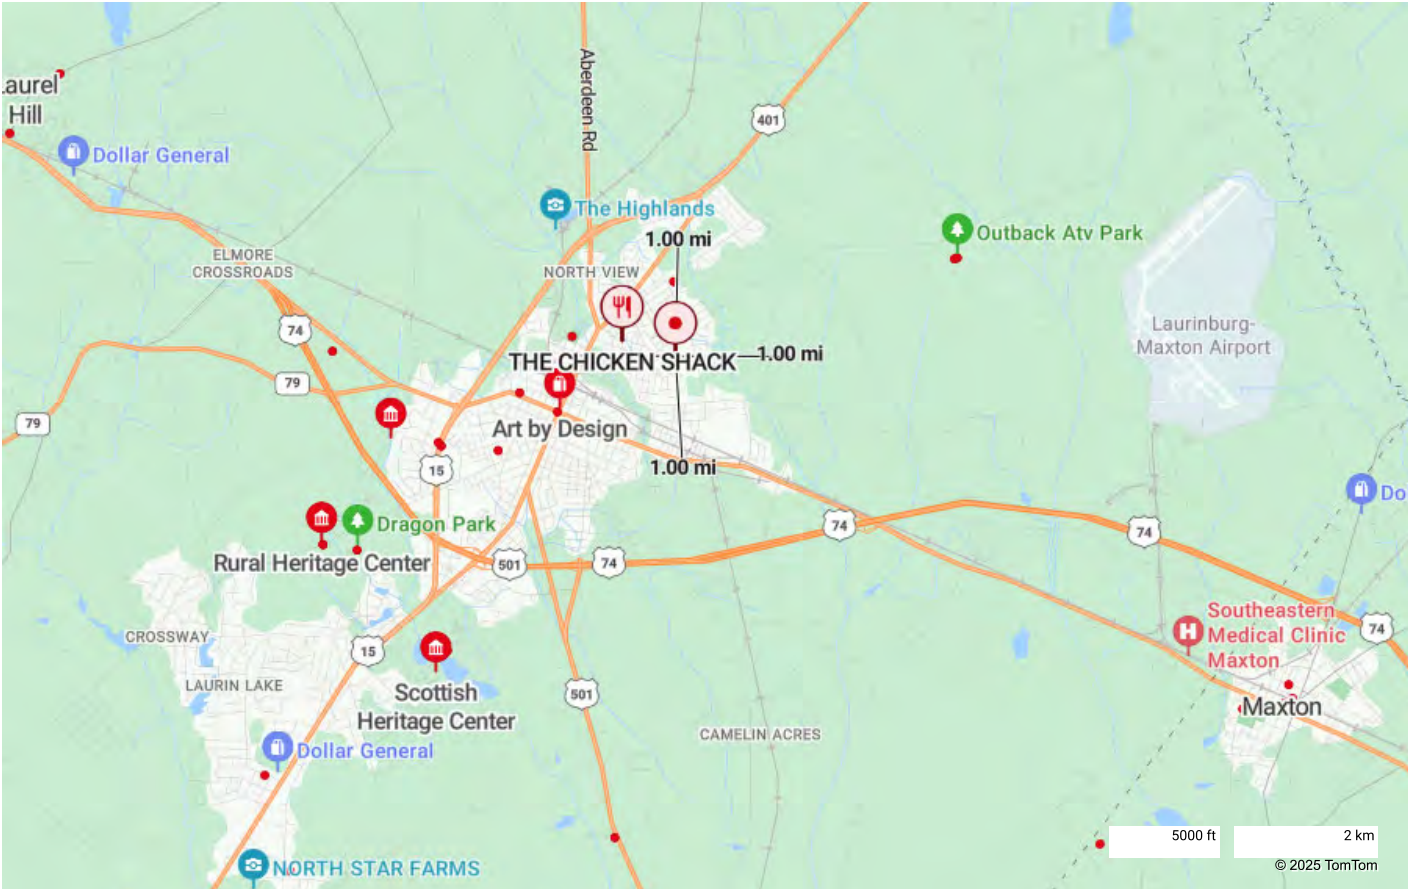 Aberdeen Rd
401
aurel
Hill
Dollar General
The Highlands
1.00 mi
Outback Atv Park
ELMORE
CROSSROADS
NORTH VIEW
74
Laurinburg-
Maxton Airport
THE CHICKEN SHACK
1.00 mi
79
79
Art by Design
15
1.00 mi
Do
Dragon Park
74
74
Rural Heritage Center
501
74
Southeastern
Medical Clinic
Maxton
74
CROSSWAY
15
LAURIN LAKE
Scottish
Heritage Center
501
Maxton
CAMELIN ACRES
Dollar General
5000 ft
2 km
NORTH STAR FARMS
© 2025 TomTom